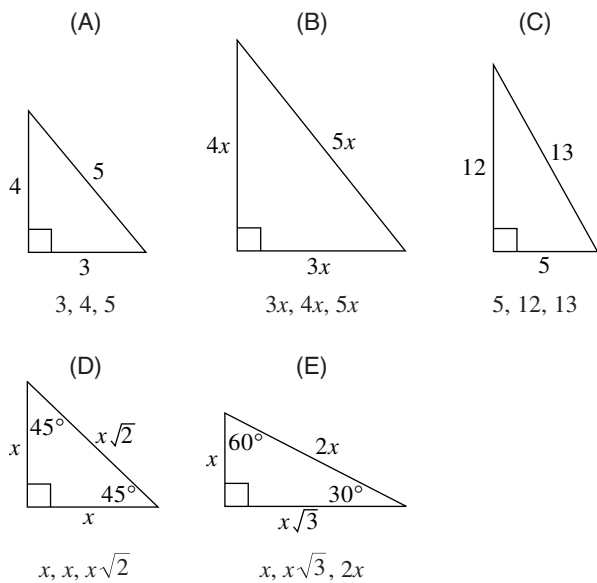 (A)
(B)
(C)
4
5
3
4x
5x
3x
12
13
5
3, 4, 5
3x, 4x, 5x
5, 12, 13
(D)
(E)
x
45°
x√2
45°
x
x
60°
2x
30°
x√3
x, x, x√2
x, x√3, 2x